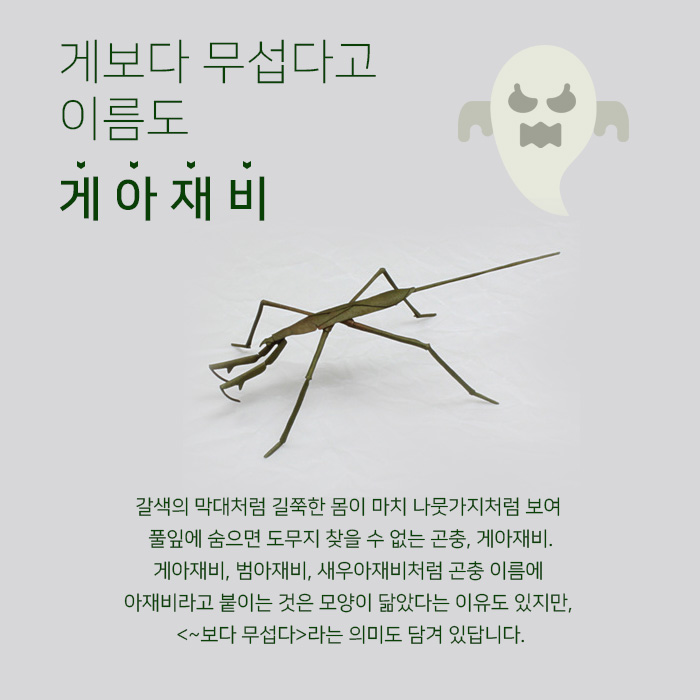 게보다 무섭다고
이름도
게아재비
갈색의 막대처럼 길쭉한 몸이 마치 나뭇가지처럼 보여
풀잎에 숨으면 도무지 찾을 수 없는 곤충, 게아재비.
게아재비, 범아재비, 새우아재비처럼 곤충 이름에
아재비라고 붙이는 것은 모양이 닮았다는 이유도 있지만,
<~보다 무섭다>라는 의미도 담겨 있답니다.